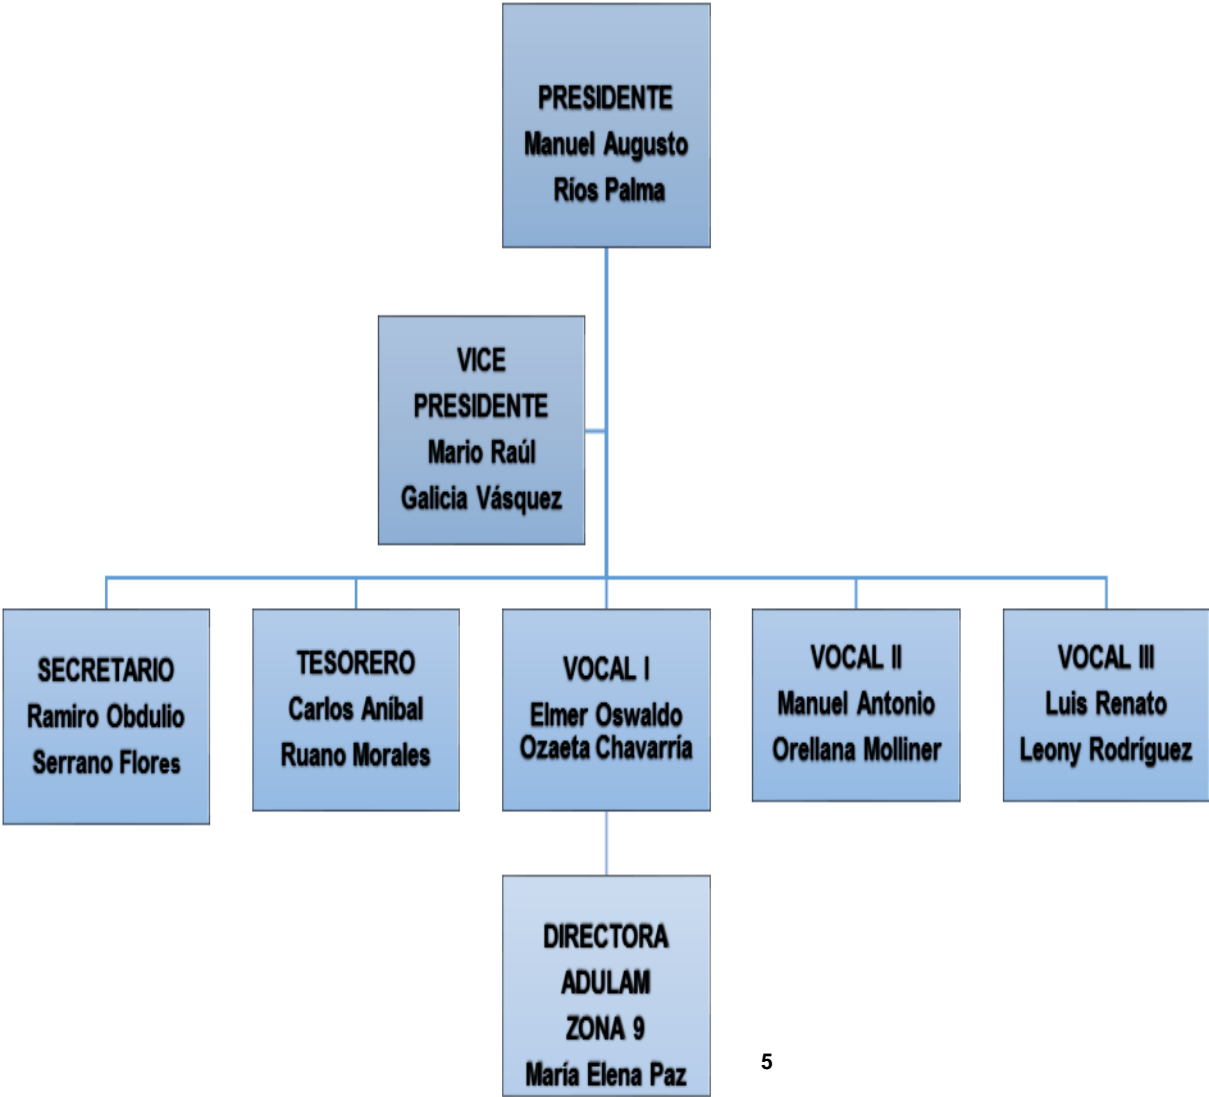 PRESIDENTE
Manuel Augusto
Ríos Palma
VICE
PRESIDENTE
Mario Raúl
Galicia Vásquez
SECRETARIO
Ramiro Obdulio
Serrano Flores
TESORERO
Carlos Aníbal
Ruano Morales
VOCAL I
Elmer Oswaldo
Ozaeta Chavarría
VOCAL II
Manuel Antonio
Orellana Molliner
VOCAL III
Luis Renato
Leony Rodríguez
DIRECTORA
ADULAM
ZONA 9
María Elena Paz
5